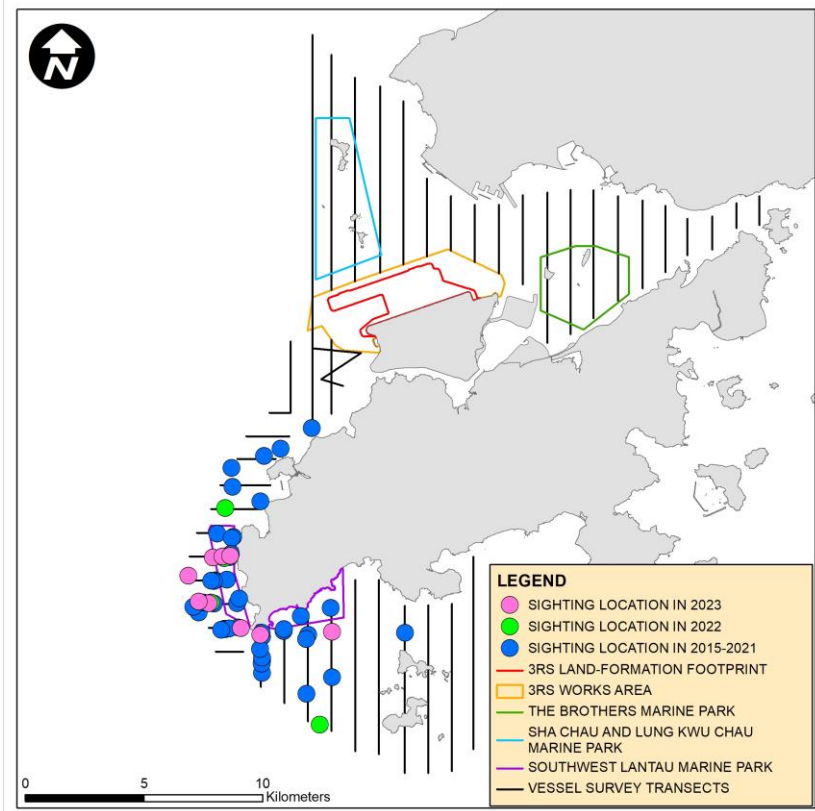 N
LEGEND
SIGHTING LOCATION IN 2023
SIGHTING LOCATION IN 2022
SIGHTING LOCATION IN 2015-2021
3RS LAND-FORMATION FOOTPRINT
3RS WORKS AREA
THE BROTHERS MARINE PARK
SHA CHAU AND LUNG KWU CHAU
MARINE PARK
SOUTHWEST LANTAU MARINE PARK
VESSEL SURVEY TRANSECTS
0 5 10
Kilometers